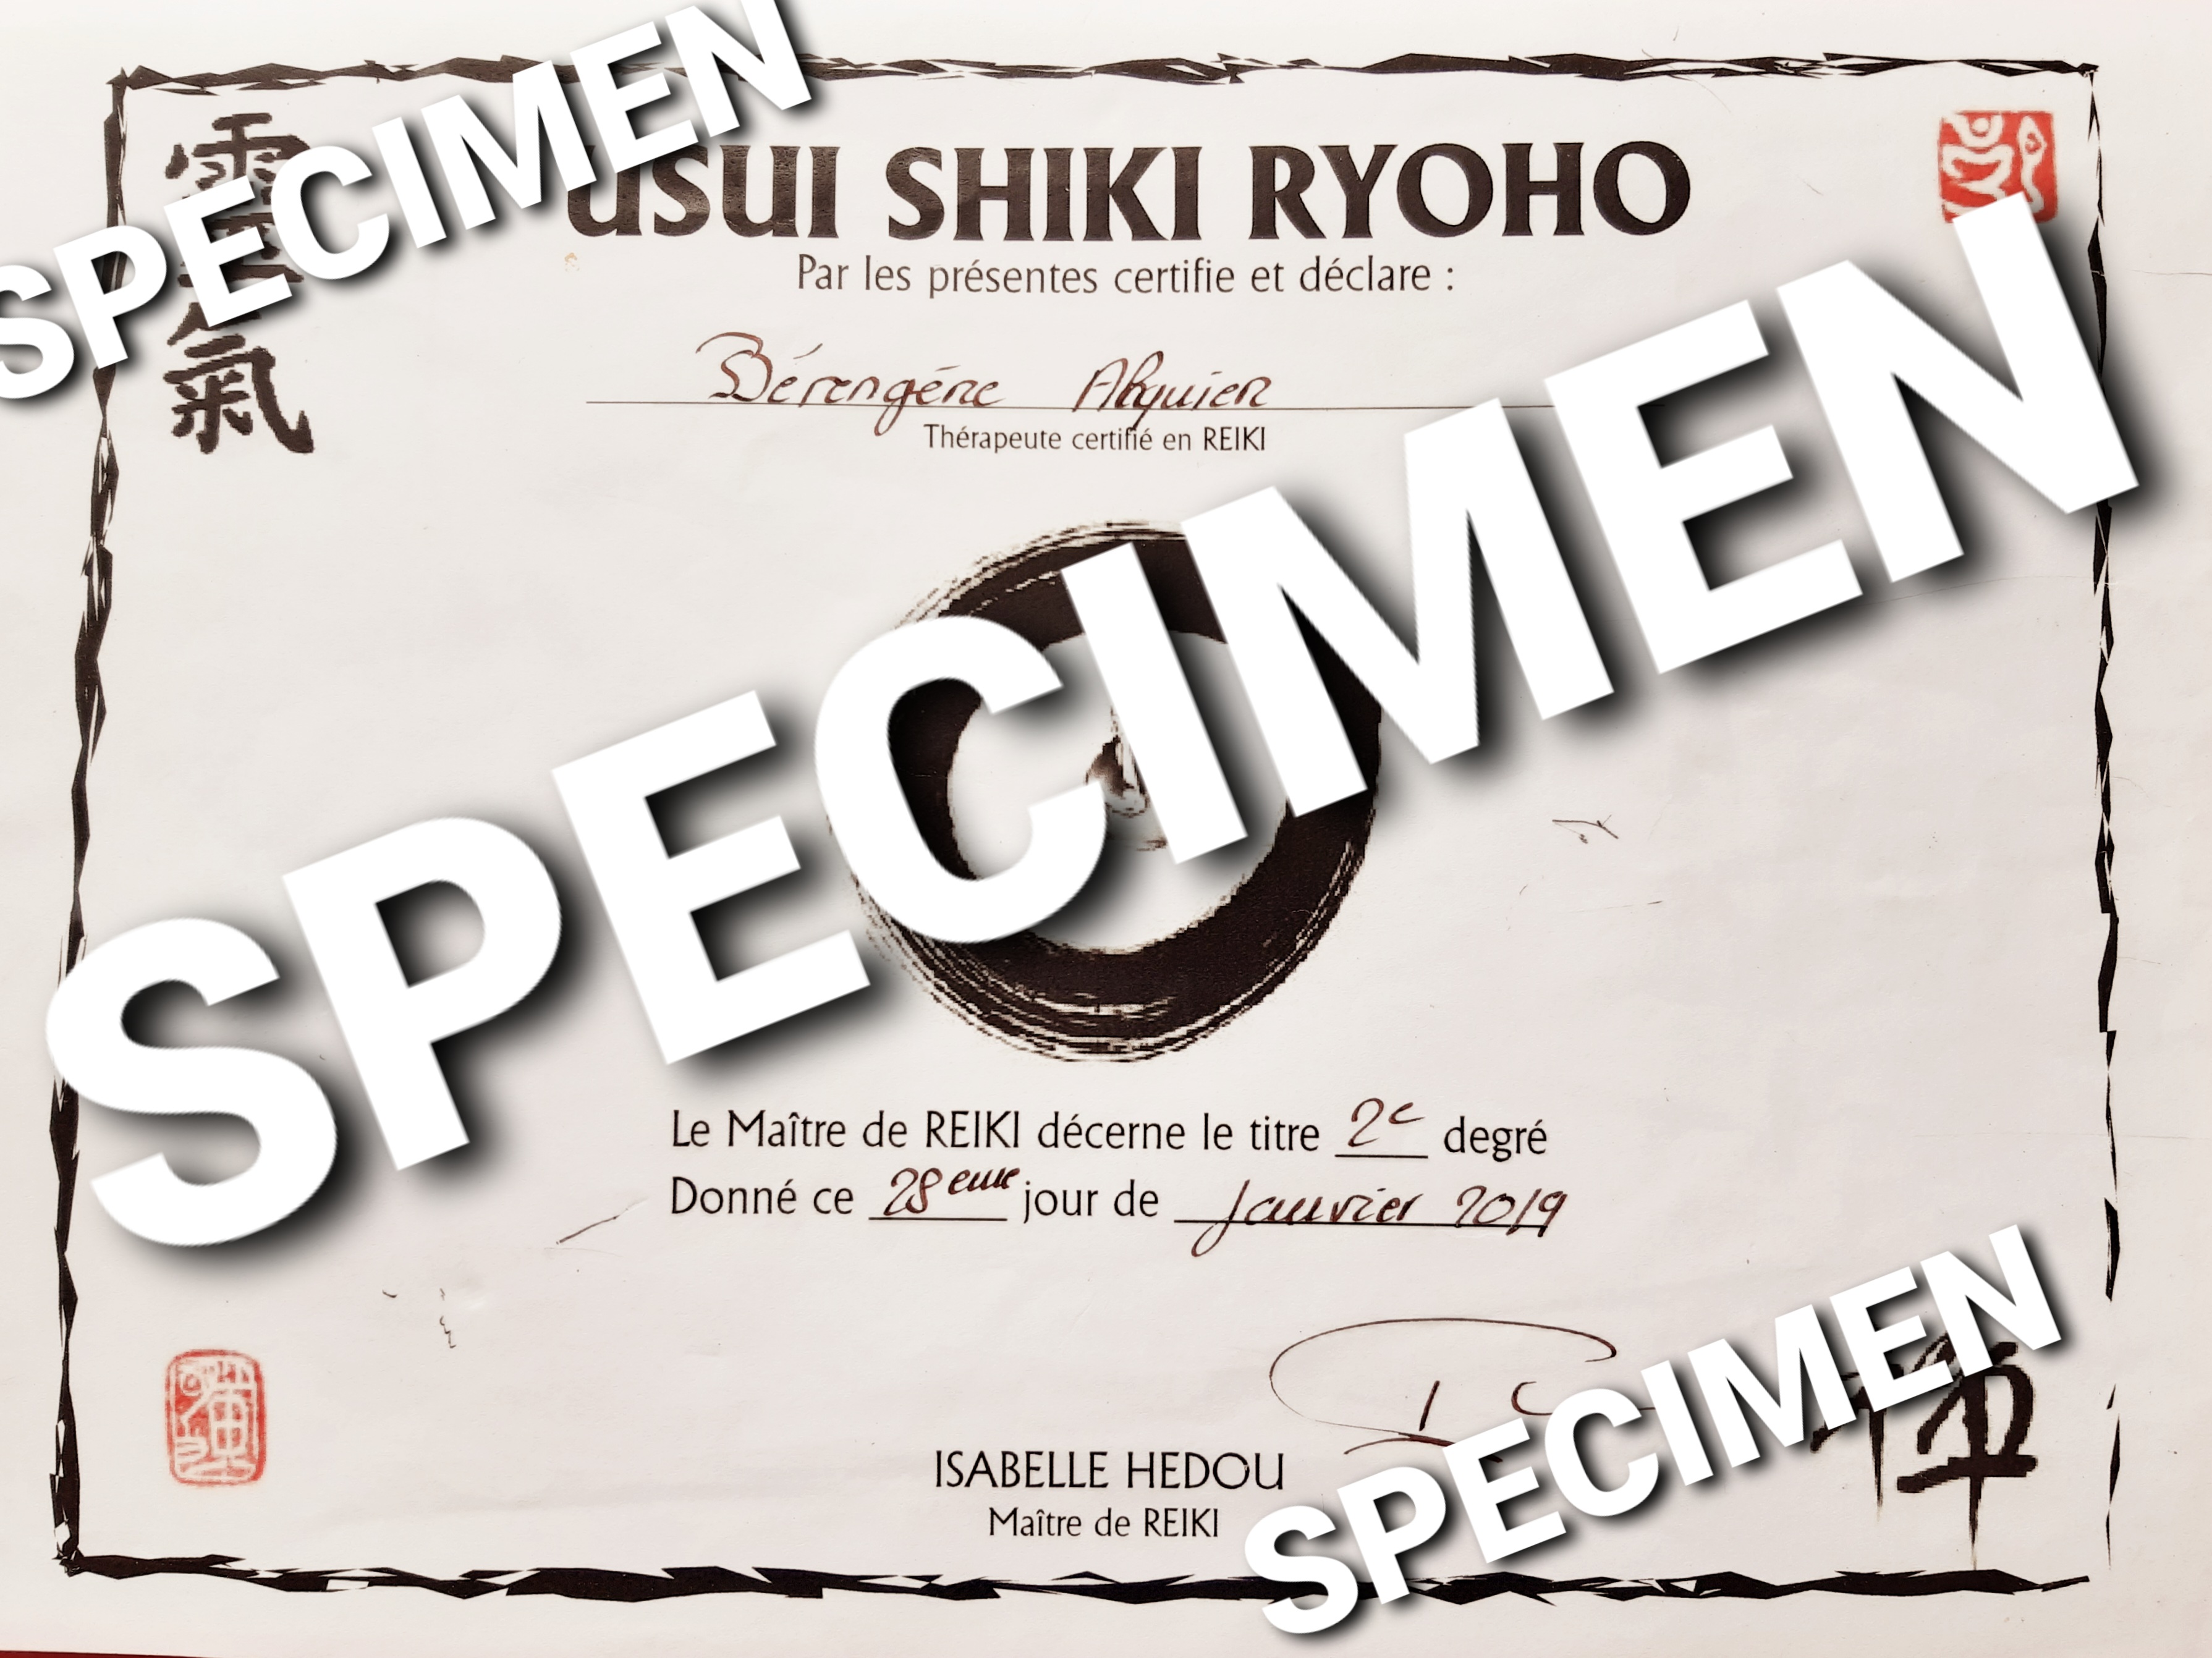 SPECIMEN
USUI SHIKI RYOHO
Par les présentes certifie et déclare :
氣
Bérengère Alquier
Thérapeute certifié en REIKI
SPECIMEN
Le Maître de REIKI décerne le titre 2e degré
Donné ce 28eme jour de Janvier 2019
ISABELLE HEDOU
Maître de REIKI
SPECIMEN